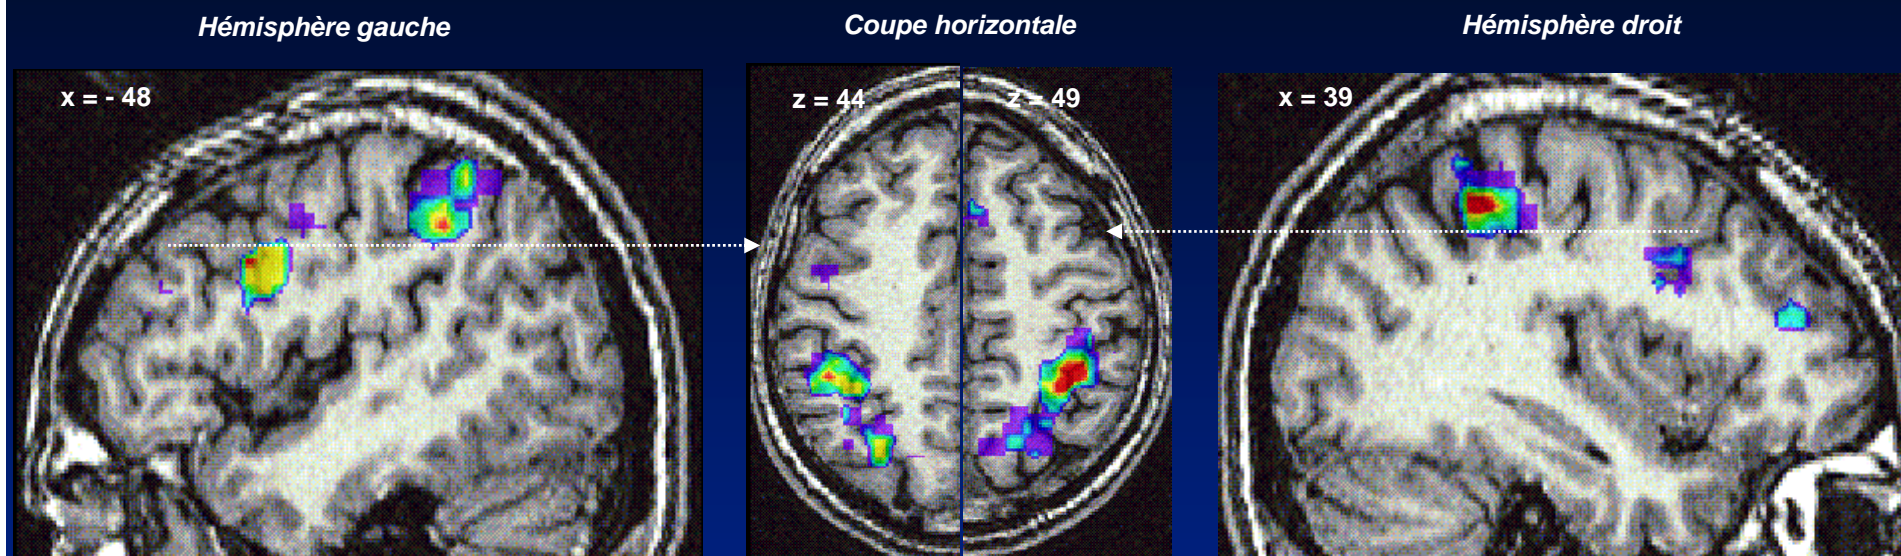 Hémisphère gauche
Coupe horizontale
Hémisphère droit
x = - 48
z = 44
z = 49
x = 39